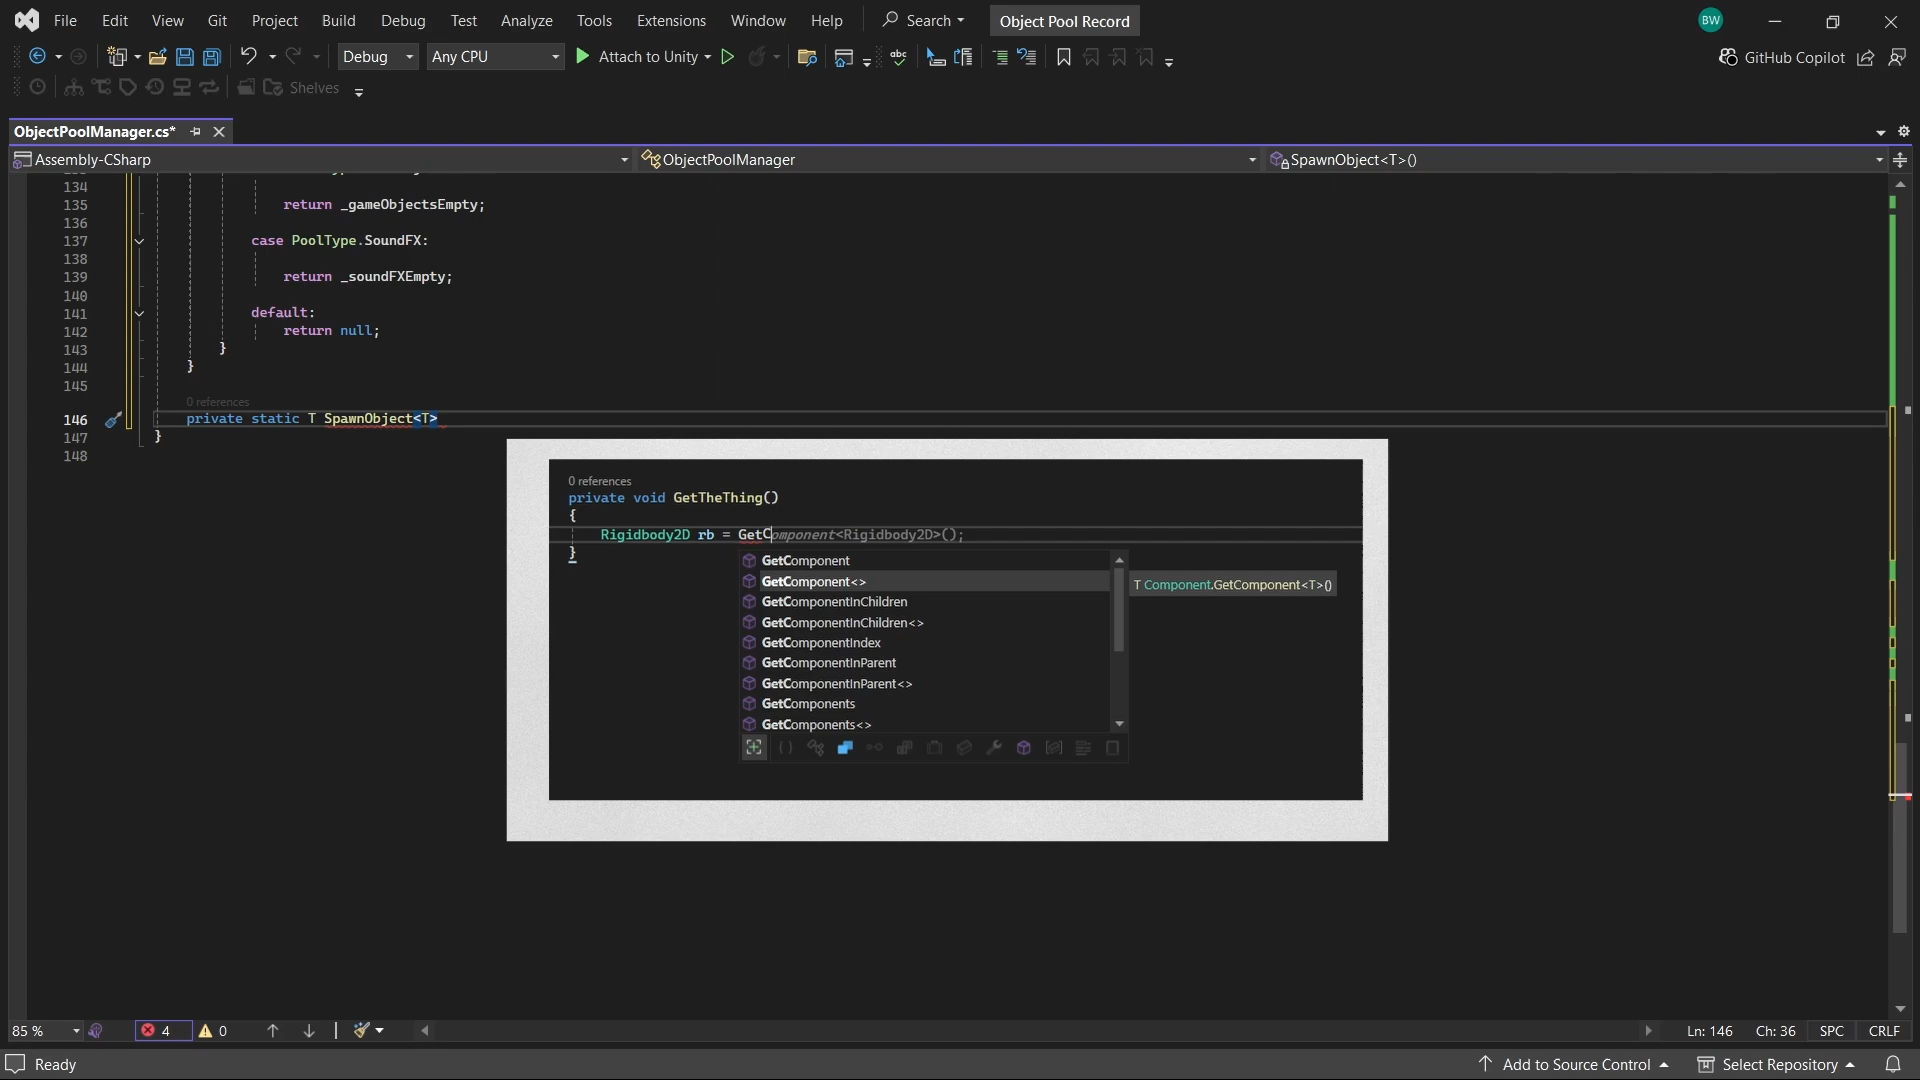 File Edit View Git Project Build Debug Test Analyze Tools Extensions Window Help Search Object Pool Record BW
Debug Any CPU Attach to Unity abc GitHub Copilot
Shelves
ObjectPoolManager.cs*
Assembly-CSharp ObjectPoolManager SpawnObject<T>()
134
135 return _gameObjectsEmpty;
136
137 case PoolType.SoundFX:
138
139 return _soundFXEmpty;
140
141 default:
142 return null;
143 }
144 }
145
0 references
146 private static T SpawnObject<T>
147 }
148
0 references
private void GetTheThing()
{
Rigidbody2D rb = GetComponent<Rigidbody2D>();
}
GetComponent
GetComponent<> T Component.GetComponent<T>()
GetComponentInChildren
GetComponentInChildren<>
GetComponentIndex
GetComponentInParent
GetComponentInParent<>
GetComponents
GetComponents<>
85 % 4 0 Ln: 146 Ch: 36 SPC CRLF
Ready Add to Source Control Select Repository